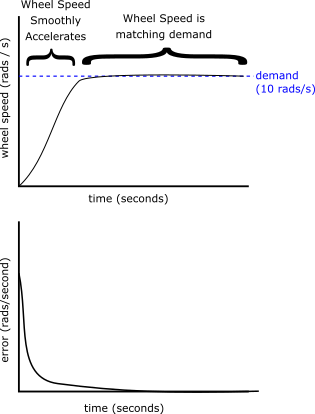 Wheel Speed
Smoothly
Accelerates
Wheel Speed is
matching demand
wheel speed (rads / s)
demand
(10 rads/s)
time (seconds)
error (rads/second)
time (seconds)